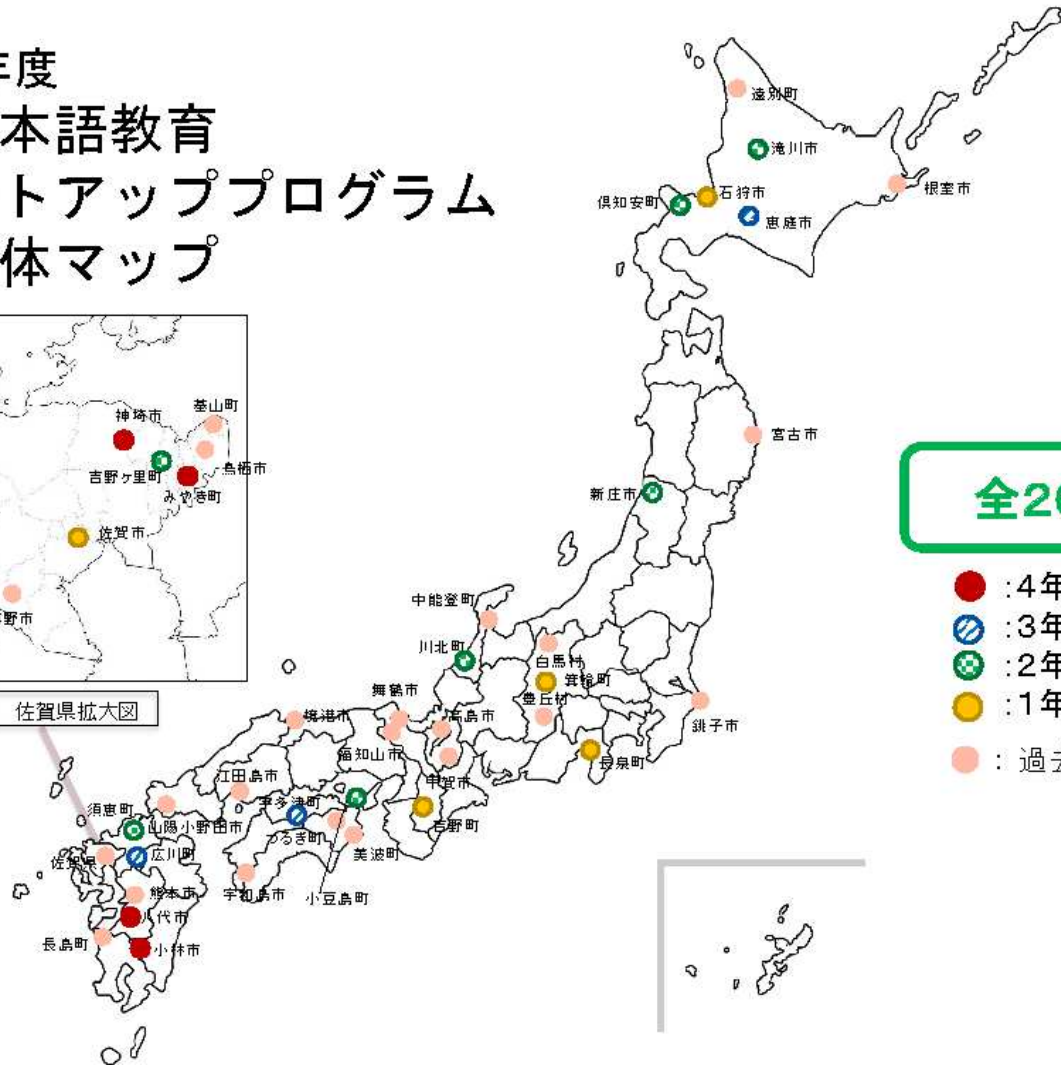 年度
本語教育
トアッププログラム
体マップ
遠別町
滝川市
石狩市
倶知安町
恵庭市
根室市
宮古市
新庄市
神埼市
基山町
鳥栖市
吉野ヶ里町
みやき町
佐賀市
野市
佐賀県拡大図
全20
:4年
:3年
:2年
:1年
: 過去
中能登町
川北町
白馬村
箕輪町
豊丘村
舞鶴市
境港市
高島市
福知山市
甲賀市
長泉町
銚子市
江田島市
宇多津町
須恵町
山陽小野田市
つるぎ町
吉野町
美波町
佐賀県
広川町
宇和島市
小豆島町
熊本市
八代市
長島町
小林市